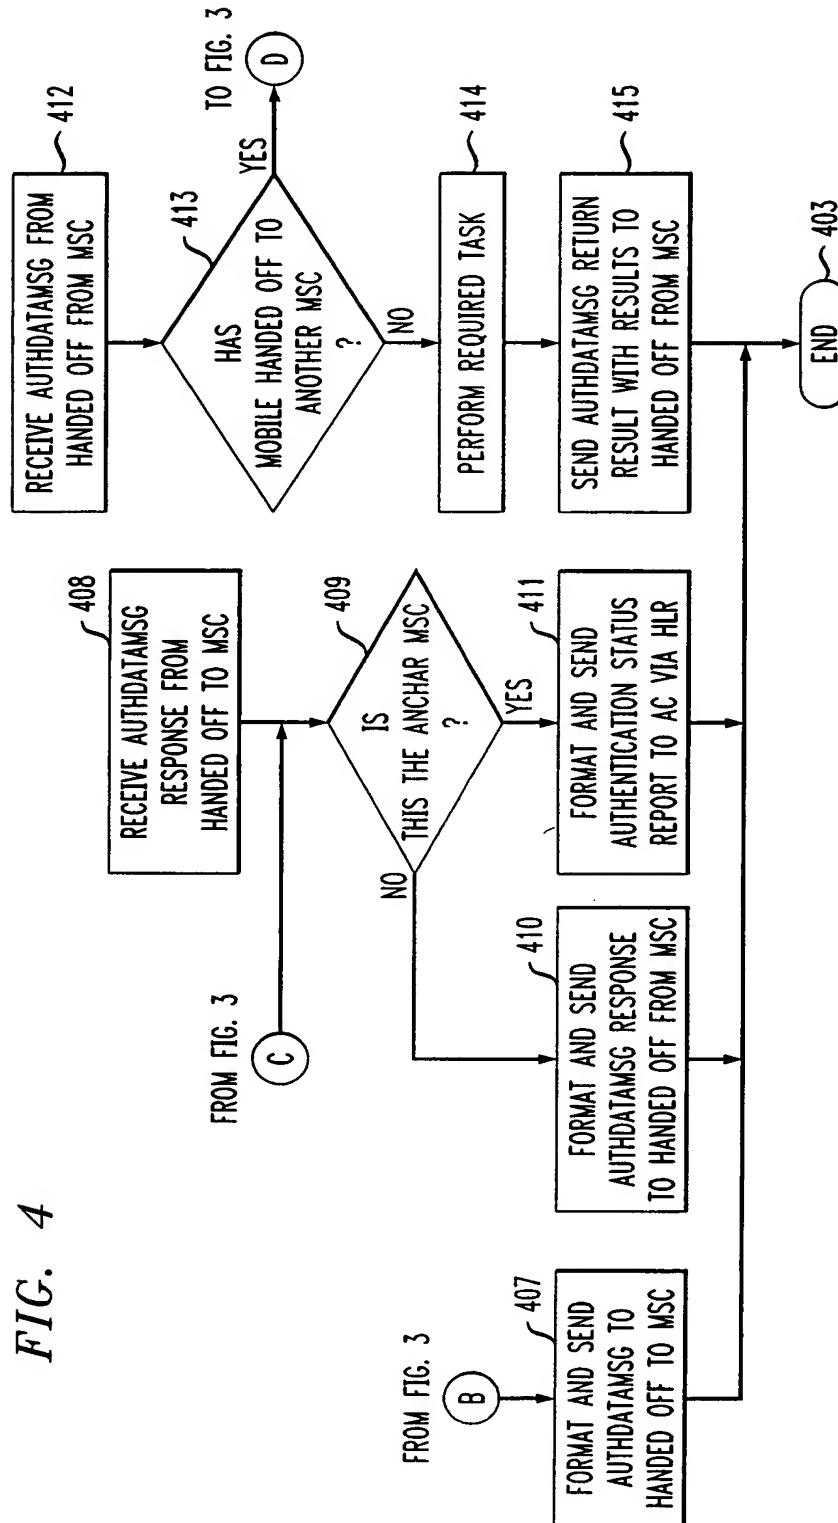 FIG. 4
FROM FIG. 3
B
FORMAT AND SEND
AUTHDATAMSG TO
HANDED OFF TO MSC
407
FROM FIG. 3
C
RECEIVE AUTHDATAMSG
RESPONSE FROM
HANDED OFF TO MSC
408
IS
THIS THE ANCHAR MSC
?
409
NO
YES
FORMAT AND SEND
AUTHDATAMSG RESPONSE
TO HANDED OFF FROM MSC
410
FORMAT AND SEND
AUTHENTICATION STATUS
REPORT TO AC VIA HLR
411
RECEIVE AUTHDATAMSG FROM
HANDED OFF FROM MSC
412
HAS
MOBILE HANDED OFF TO
ANOTHER MSC
?
413
YES
TO FIG. 3
D
NO
PERFORM REQUIRED TASK
414
SEND AUTHDATAMSG RETURN
RESULT WITH RESULTS TO
HANDED OFF FROM MSC
415
END
403